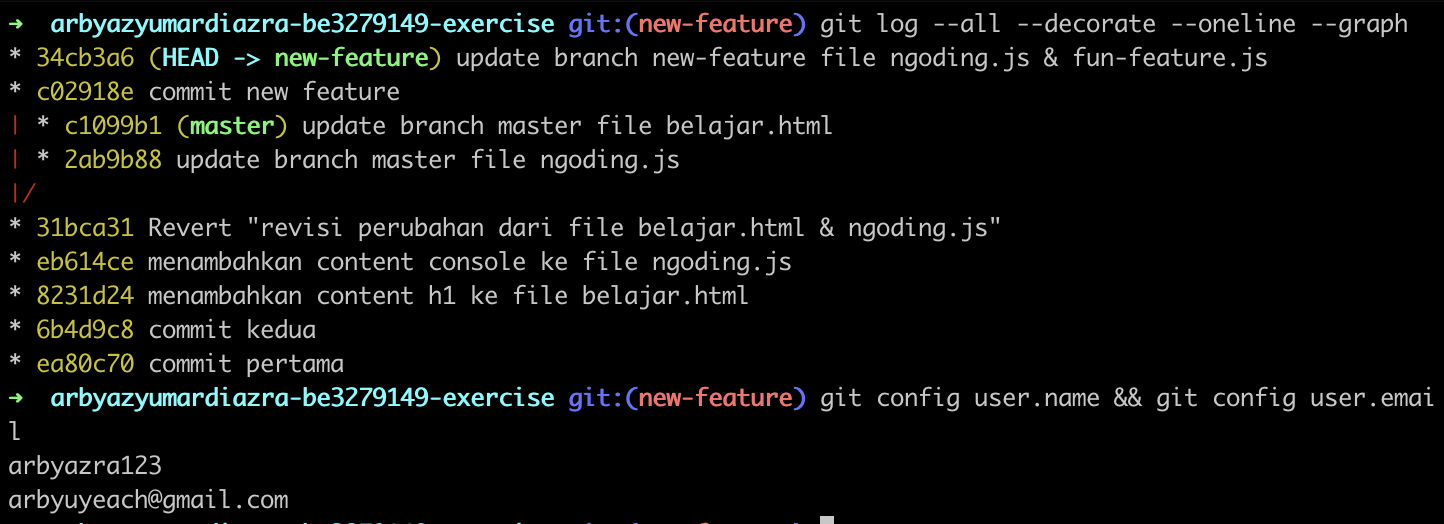 ➜  arbyazyumardiazra-be3279149-exercise git:(new-feature) git log --all --decorate --oneline --graph
* 34cb3a6 (HEAD -> new-feature) update branch new-feature file ngoding.js & fun-feature.js
* c02918e commit new feature
| * c1099b1 (master) update branch master file belajar.html
| * 2ab9b88 update branch master file ngoding.js
|/
* 31bca31 Revert "revisi perubahan dari file belajar.html & ngoding.js"
* eb614ce menambahkan content console ke file ngoding.js
* 8231d24 menambahkan content h1 ke file belajar.html
* 6b4d9c8 commit kedua
* ea80c70 commit pertama
➜  arbyazyumardiazra-be3279149-exercise git:(new-feature) git config user.name && git config user.emai
l
arbyazra123
arbyuyeach@gmail.com